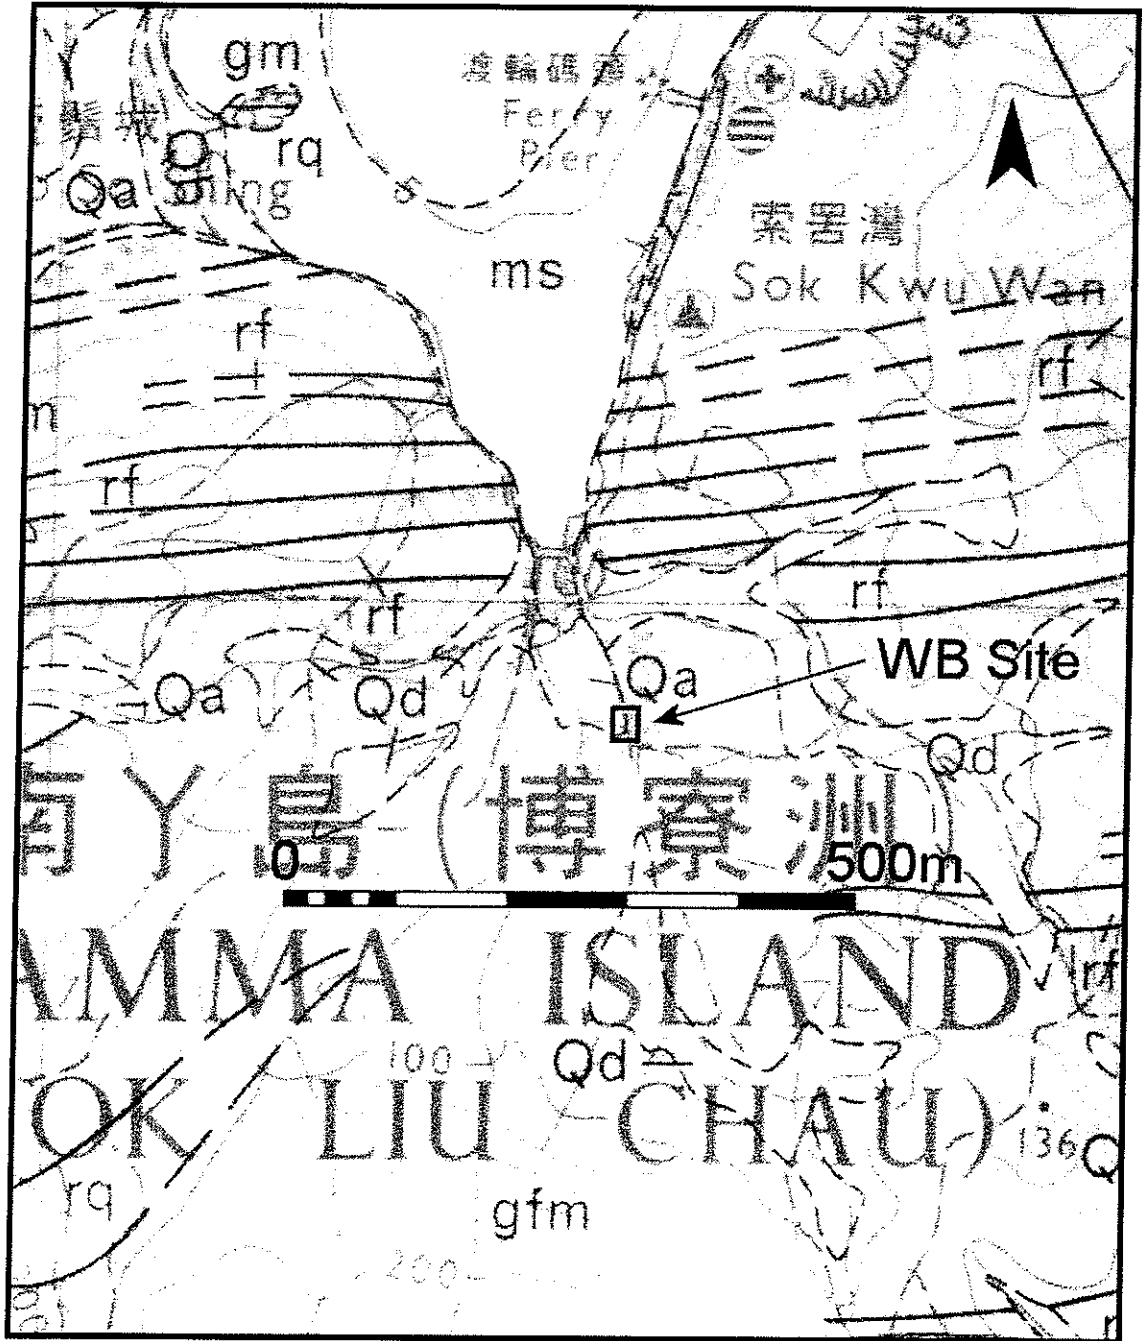 gm
渡輪碼頭
Ferry
Pier
rq
Qa
5
ms
索罟灣
Sok Kwu Wan
rf
rf
rf
rf
rf
WB Site
Qa
Qa
Qd
Qd
南丫島(博寮洲
0
500m
AMMA ISLAND
rf
100
Qd
OK LIU CHAU)
136
Q
rq
gfm
200